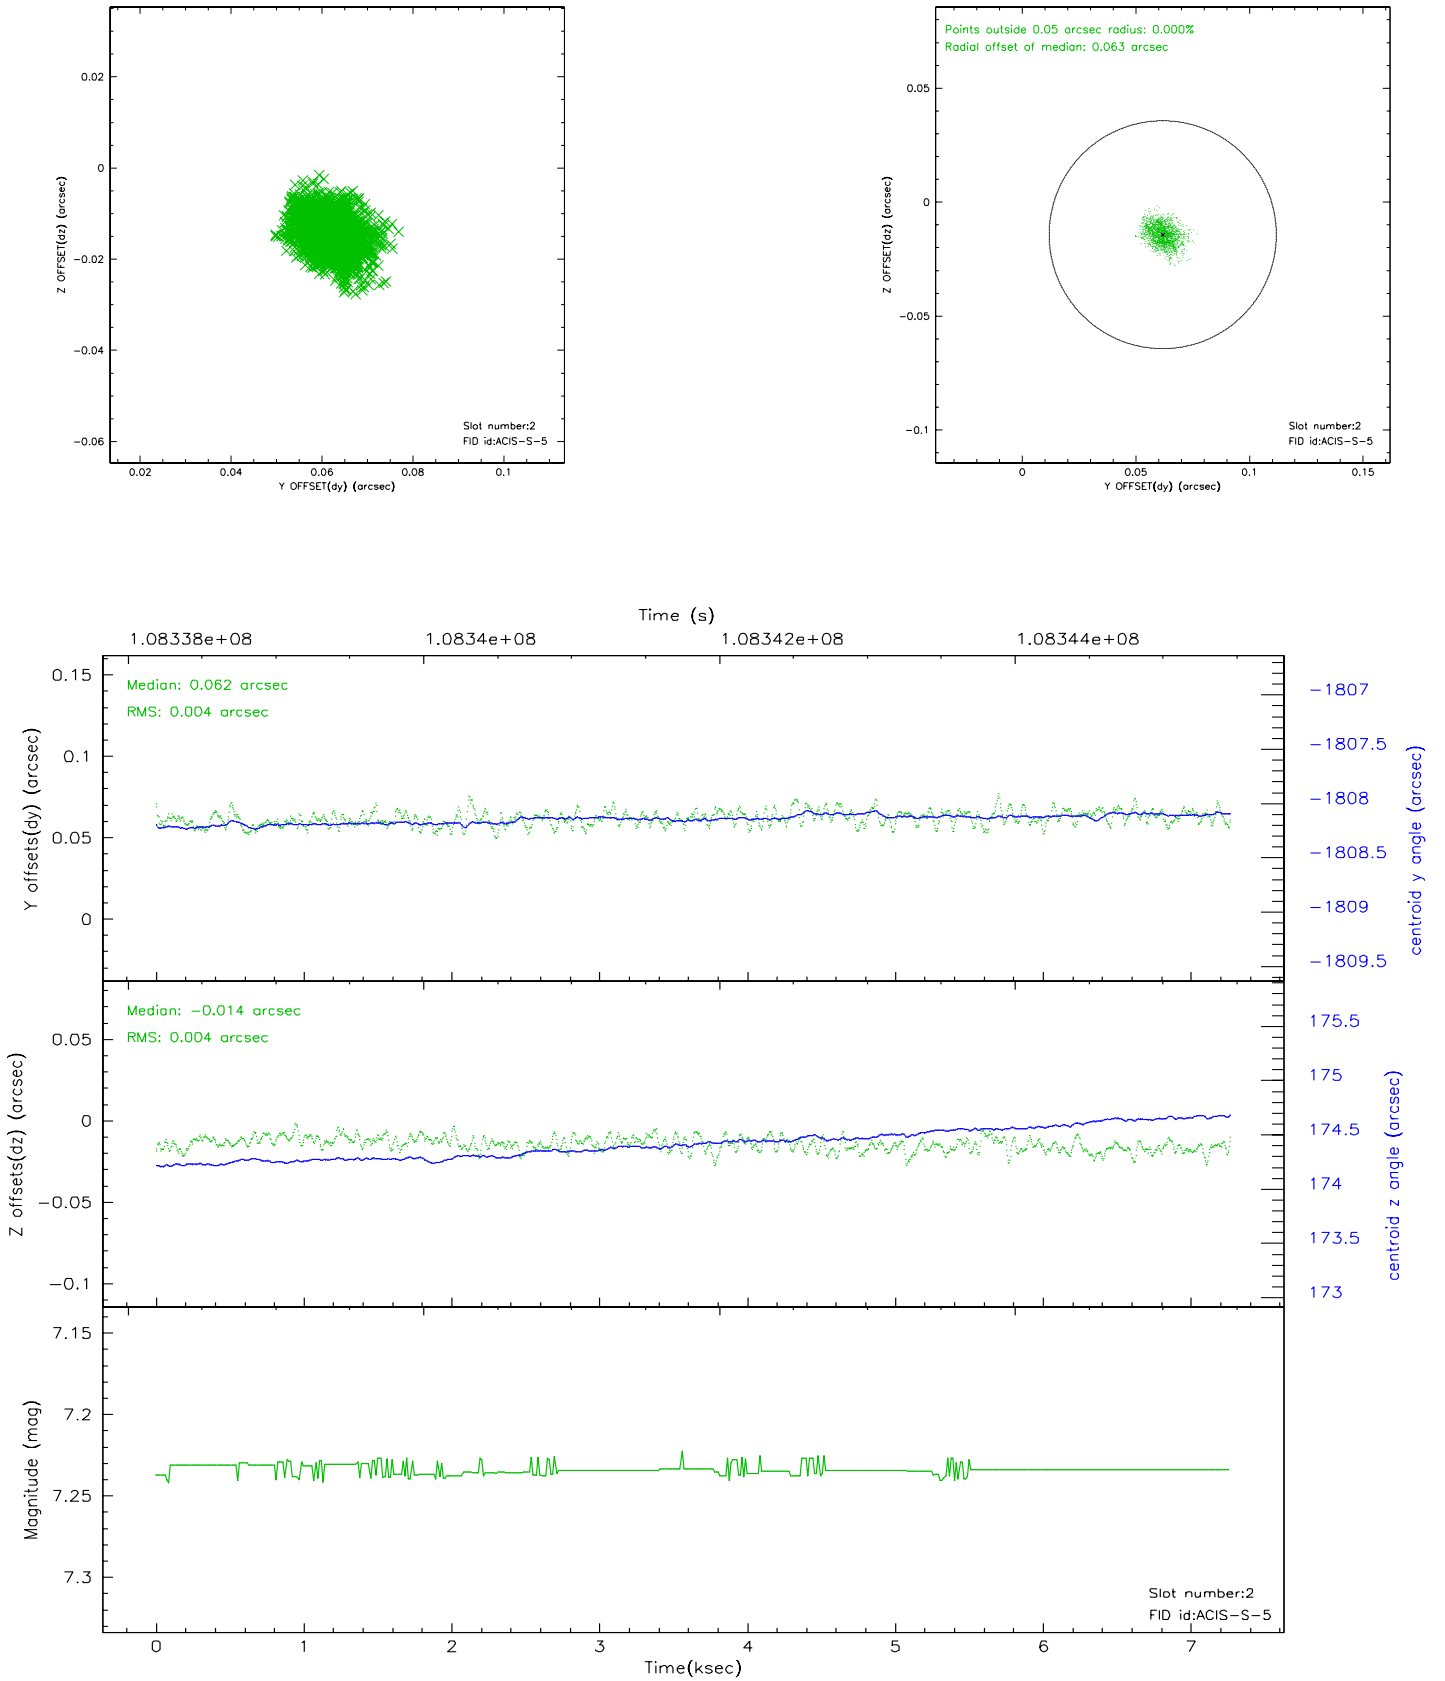 0.02
0
−0.02
−0.04
−0.06
Z OFFSET(dz) (arcsec)
Slot number:2
FID id:ACIS−S−5
0.02 0.04 0.06 0.08 0.1
Y OFFSET(dy) (arcsec)
Points outside 0.05 arcsec radius: 0.000%
Radial offset of median: 0.063 arcsec
0.05
0
−0.05
−0.1
Z OFFSET(dz) (arcsec)
Slot number:2
FID id:ACIS−S−5
0 0.05 0.1 0.15
Y OFFSET(dy) (arcsec)
Time (s)
1.08338e+08 1.0834e+08 1.08342e+08 1.08344e+08
Median: 0.062 arcsec
RMS: 0.004 arcsec
0.15
0.1
0.05
0
Y offsets(dy) (arcsec)
−1807
−1807.5
−1808
−1808.5
−1809
−1809.5
centroid y angle (arcsec)
Median: −0.014 arcsec
RMS: 0.004 arcsec
0.05
0
−0.05
−0.1
Z offsets(dz) (arcsec)
175.5
175
174.5
174
173.5
173
centroid z angle (arcsec)
7.15
7.2
7.25
7.3
Magnitude (mag)
Slot number:2
FID id:ACIS−S−5
0 1 2 3 4 5 6 7
Time(ksec)